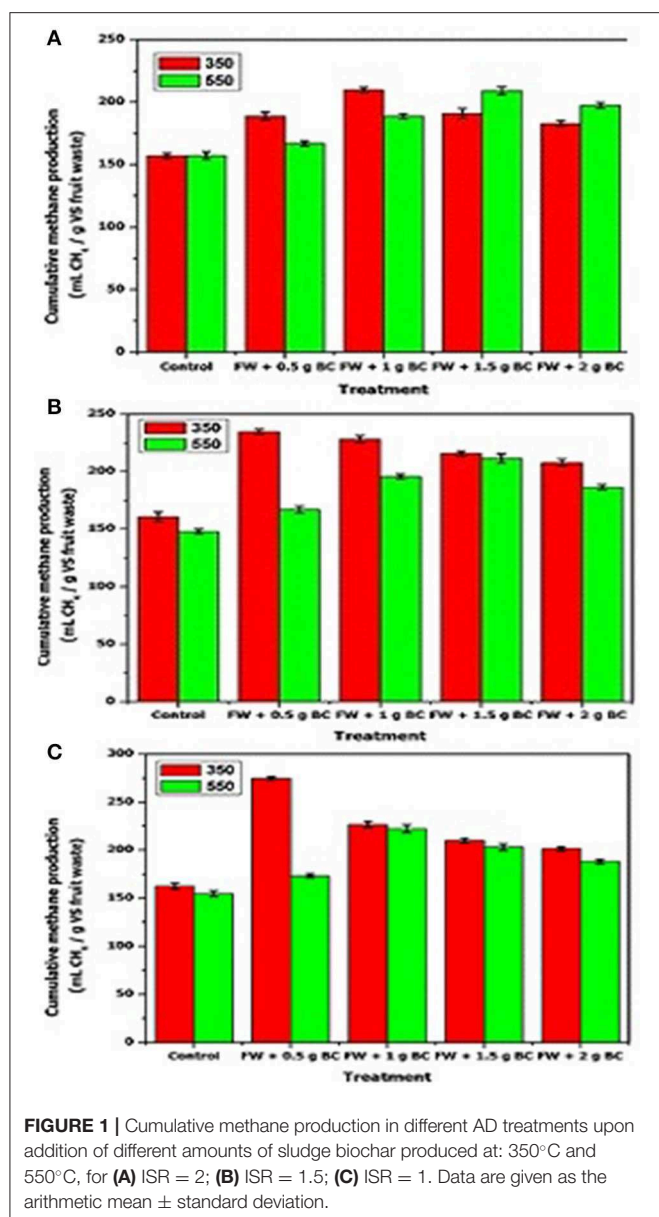 A
250
200
150
100
50
0
350
550
Cumulative methane production
(mL CH₄ / g VS fruit waste)
Control FW + 0.5 g BC FW + 1 g BC FW + 1.5 g BC FW + 2 g BC
Treatment
B
250
200
150
100
50
0
350
550
Cumulative methane production
(mL CH₄ / g VS fruit waste)
Control FW + 0.5 g BC FW + 1 g BC FW + 1.5 g BC FW + 2 g BC
Treatment
C
300
250
200
150
100
50
0
350
550
Cumulative methane production
(mL CH₄ / g VS fruit waste)
Control FW + 0.5 g BC FW + 1 g BC FW + 1.5 g BC FW + 2 g BC
Treatment
FIGURE 1 | Cumulative methane production in different AD treatments upon
addition of different amounts of sludge biochar produced at: 350°C and
550°C, for (A) ISR = 2; (B) ISR = 1.5; (C) ISR = 1. Data are given as the
arithmetic mean ± standard deviation.